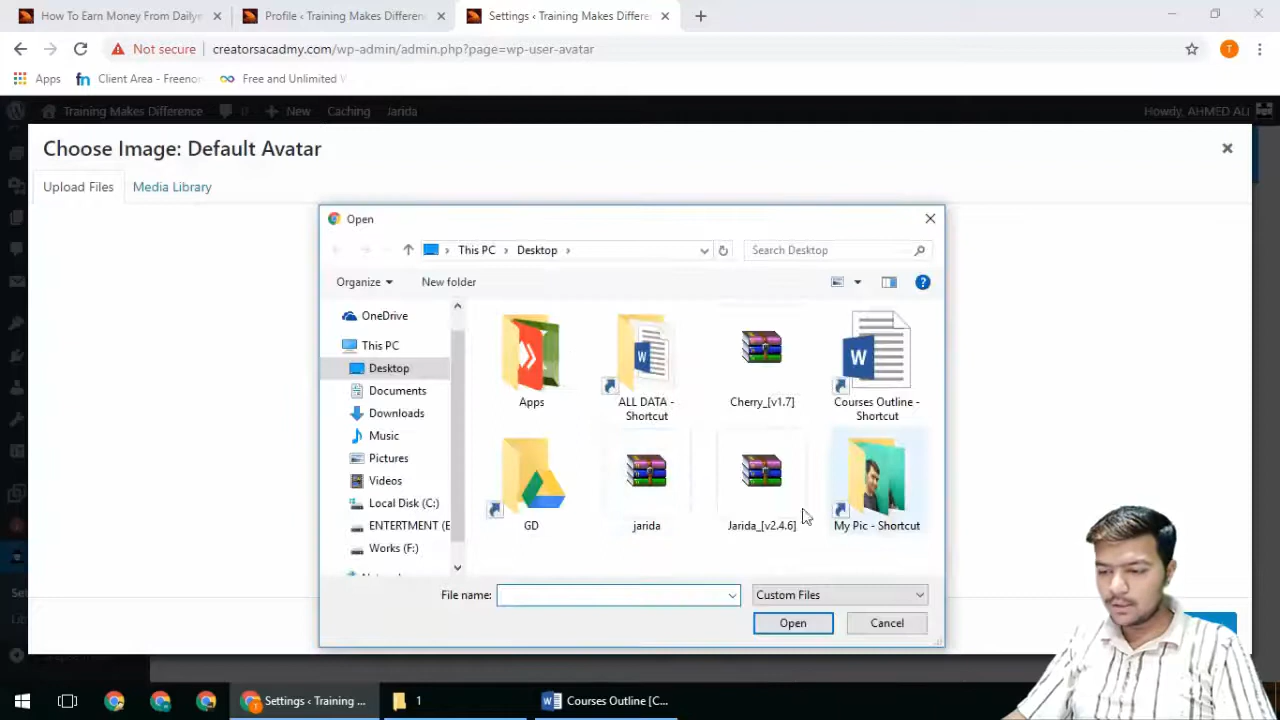 How To Earn Money From Daily
Profile ‹ Training Makes Differenc
Settings ‹ Training Makes Differe
Not secure
creatorsacadmy.com/wp-admin/admin.php?page=wp-user-avatar
T
Apps
Client Area - Freeno
Free and Unlimited
Training Makes Difference
New
Caching
Jarida
Howdy, AHMED ALI
Choose Image: Default Avatar
Upload Files
Media Library
Open
This PC
Desktop
Search Desktop
Organize
New folder
OneDrive
This PC
Desktop
Documents
Downloads
Music
Pictures
Videos
Local Disk (C:)
ENTERTMENT (E
Works (F:)
Apps
ALL DATA -
Shortcut
Cherry_[v1.7]
Courses Outline -
Shortcut
GD
jarida
Jarida_[v2.4.6]
My Pic - Shortcut
File name:
Custom Files
Open
Cancel
Settings ‹ Training ...
1
Courses Outline [C...